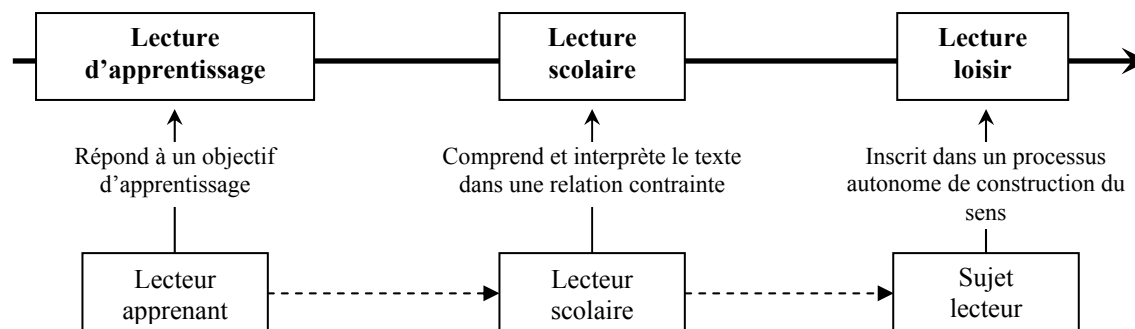 Lecture
d’apprentissage
Lecture
scolaire
Lecture
loisir
Répond à un objectif
d’apprentissage
Comprend et interprète le texte
dans une relation contrainte
Inscrit dans un processus
autonome de construction du
sens
Lecteur
apprenant
Lecteur
scolaire
Sujet
lecteur